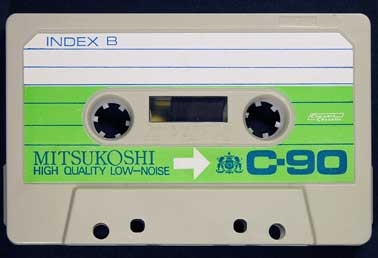 INDEX B
MITSUKOSHI
HIGH QUALITY LOW-NOISE
C-90